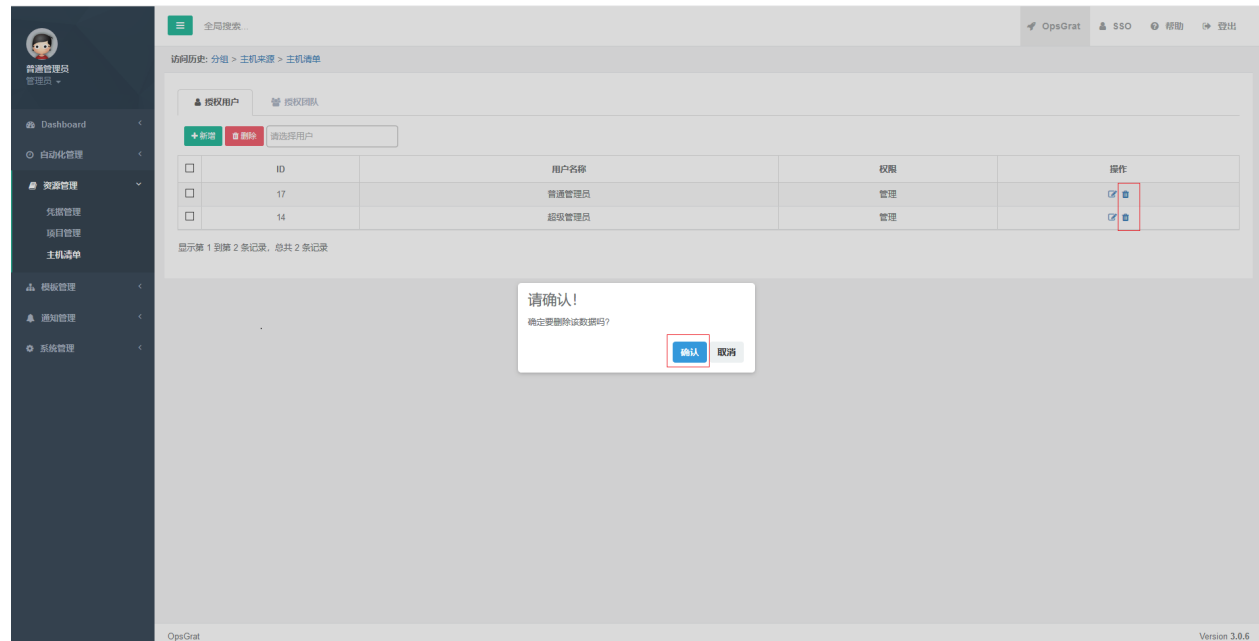 全局搜索...
OpsGrat SSO 帮助 登出
普通管理员
管理员
访问历史: 分组 > 主机来源 > 主机清单
授权用户 授权团队
新增 删除 请选择用户
ID 用户名称 权限 操作
17 普通管理员 管理
14 超级管理员 管理
显示第 1 到第 2 条记录，总共 2 条记录
Dashboard
自动化管理
资源管理
凭据管理
项目管理
主机清单
模板管理
通知管理
系统管理
请确认！
确定要删除该数据吗?
确认 取消
OpsGrat Version 3.0.6